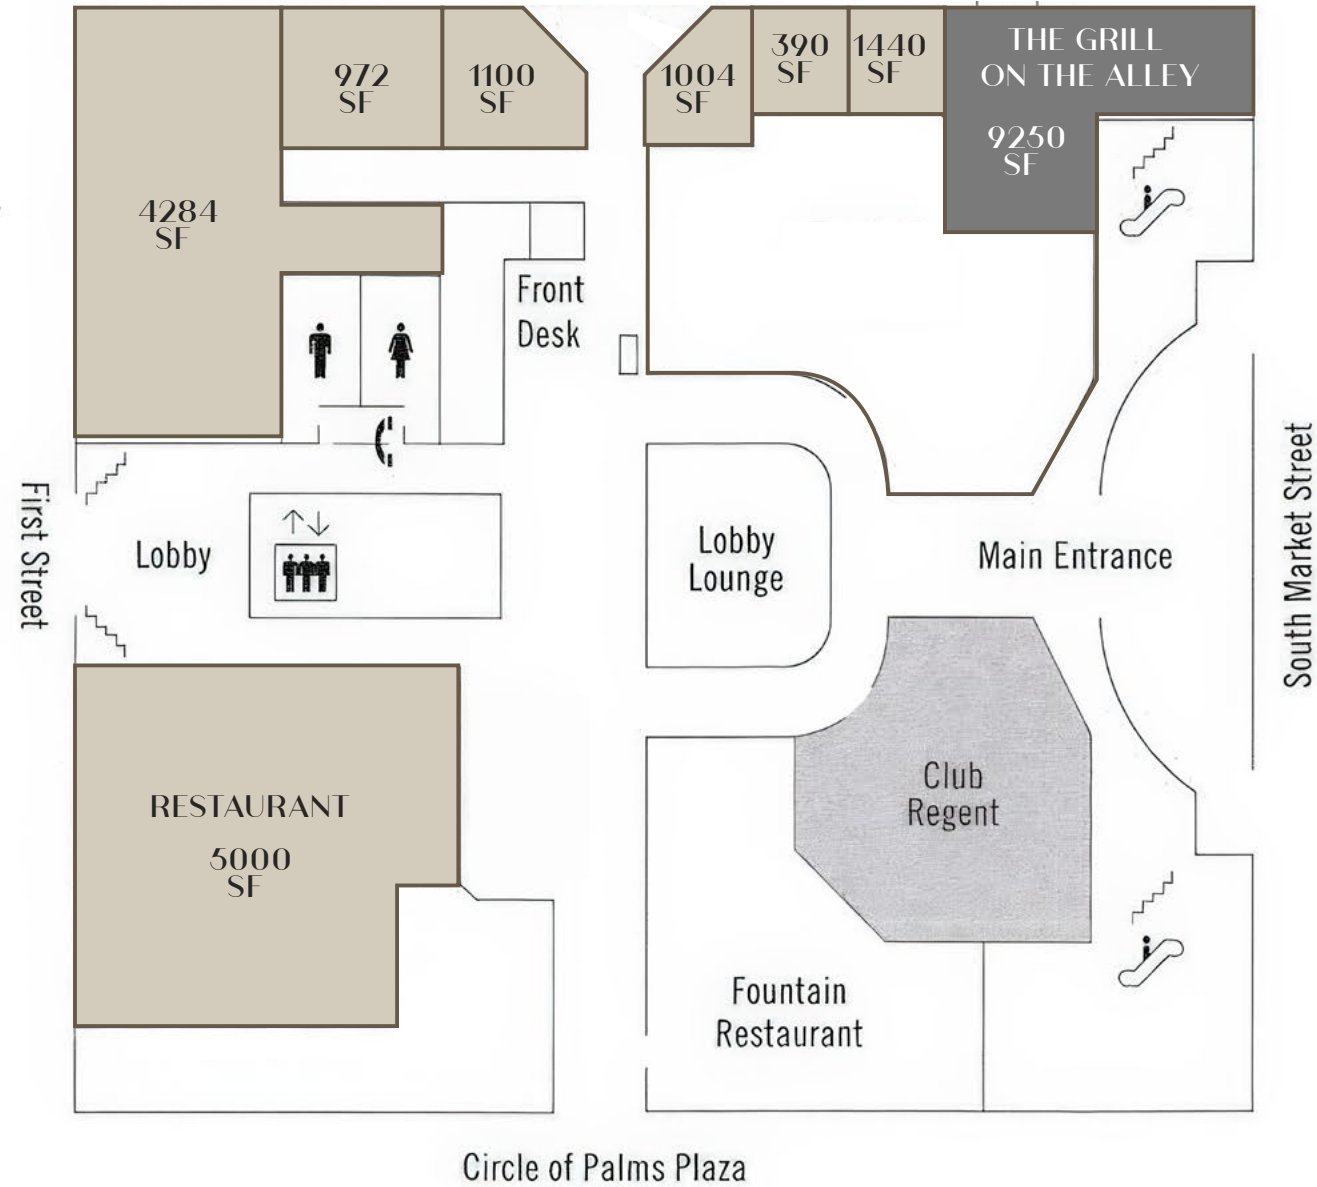 972
SF
1100
SF
1004
SF
390
SF
1440
SF
THE GRILL
ON THE ALLEY
9250
SF
4284
SF
Front
Desk
First Street
Lobby
Lobby
Lounge
Main Entrance
South Market Street
RESTAURANT
5000
SF
Club
Regent
Fountain
Restaurant
Circle of Palms Plaza